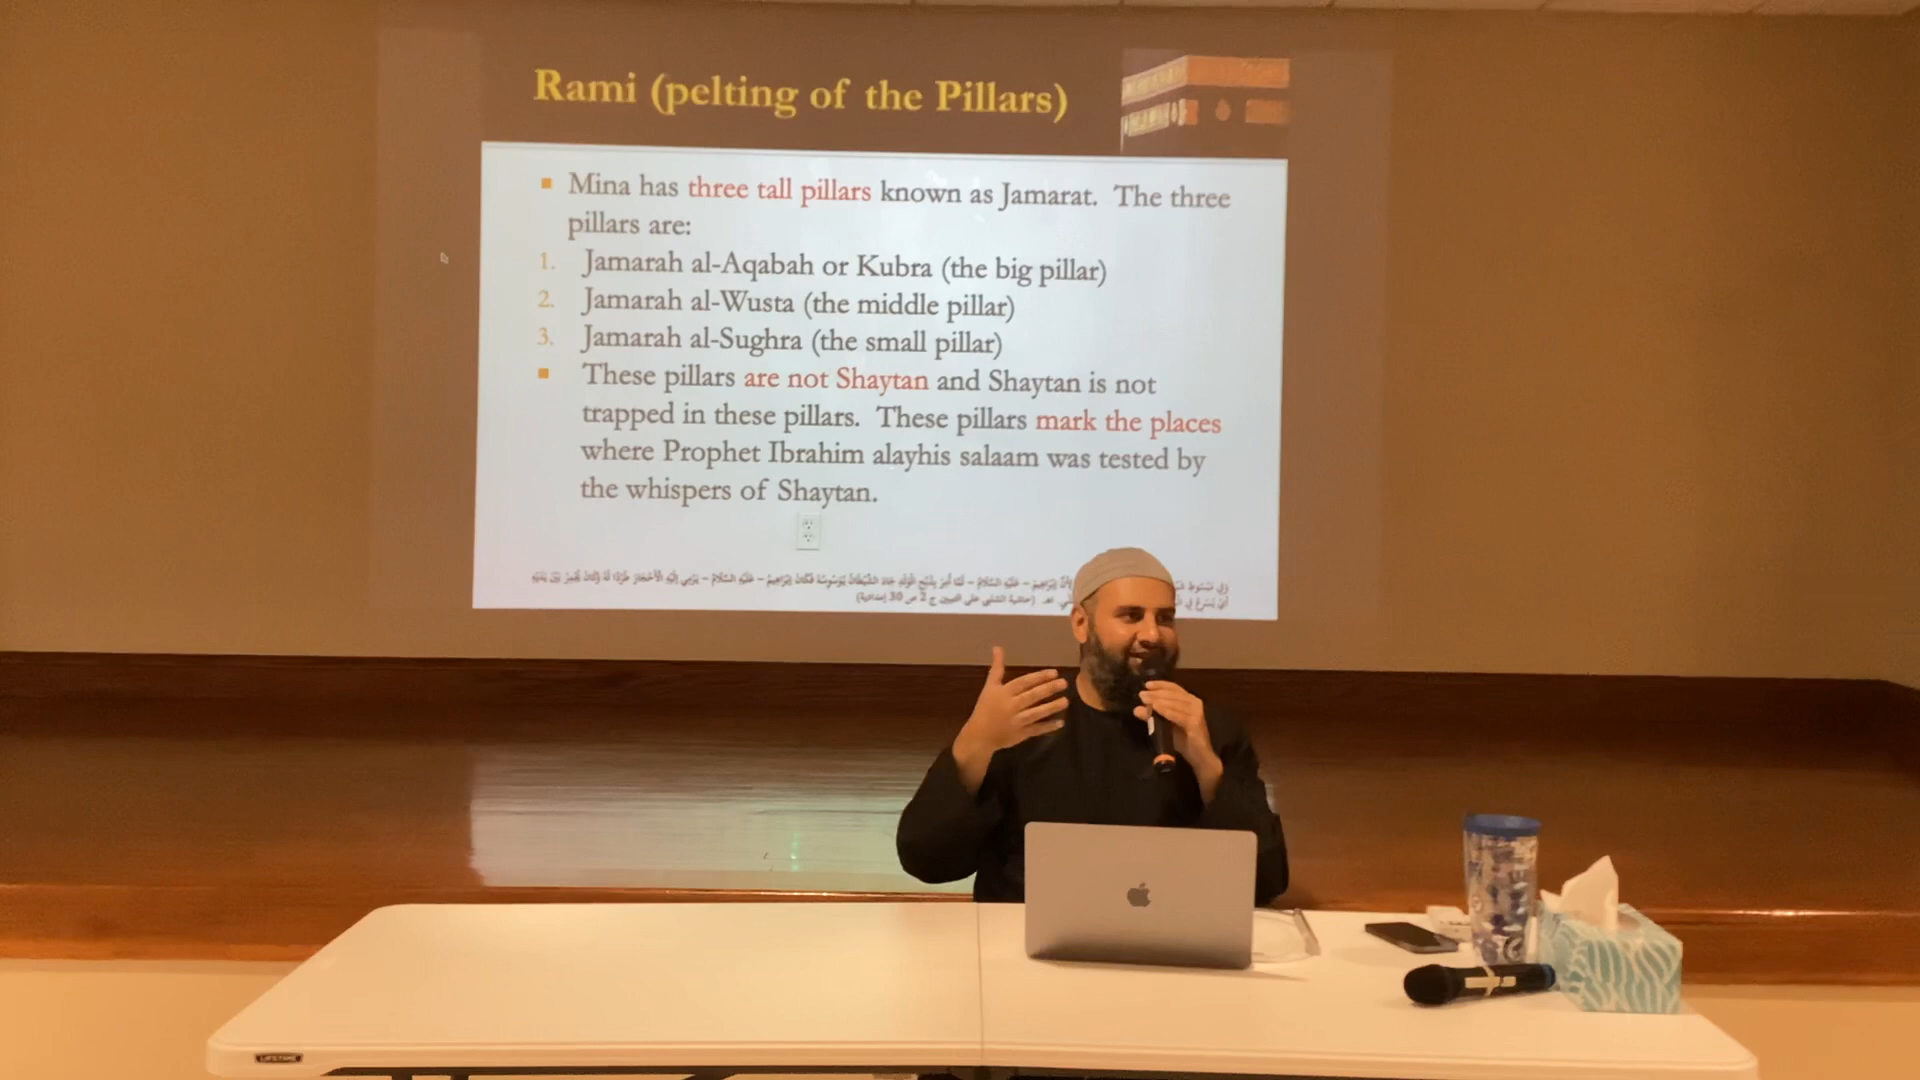 Rami (pelting of the Pillars)
▪ Mina has three tall pillars known as Jamarat. The three
pillars are:
1. Jamarah al-Aqabah or Kubra (the big pillar)
2. Jamarah al-Wusta (the middle pillar)
3. Jamarah al-Sughra (the small pillar)
▪ These pillars are not Shaytan and Shaytan is not
trapped in these pillars. These pillars mark the places
where Prophet Ibrahim alayhis salaam was tested by
the whispers of Shaytan.
LIFETIME